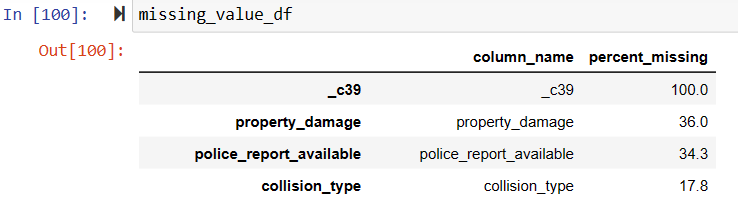 In [100]: missing_value_df
Out[100]:
column_name percent_missing
_c39 _c39 100.0
property_damage property_damage 36.0
police_report_available police_report_available 34.3
collision_type collision_type 17.8